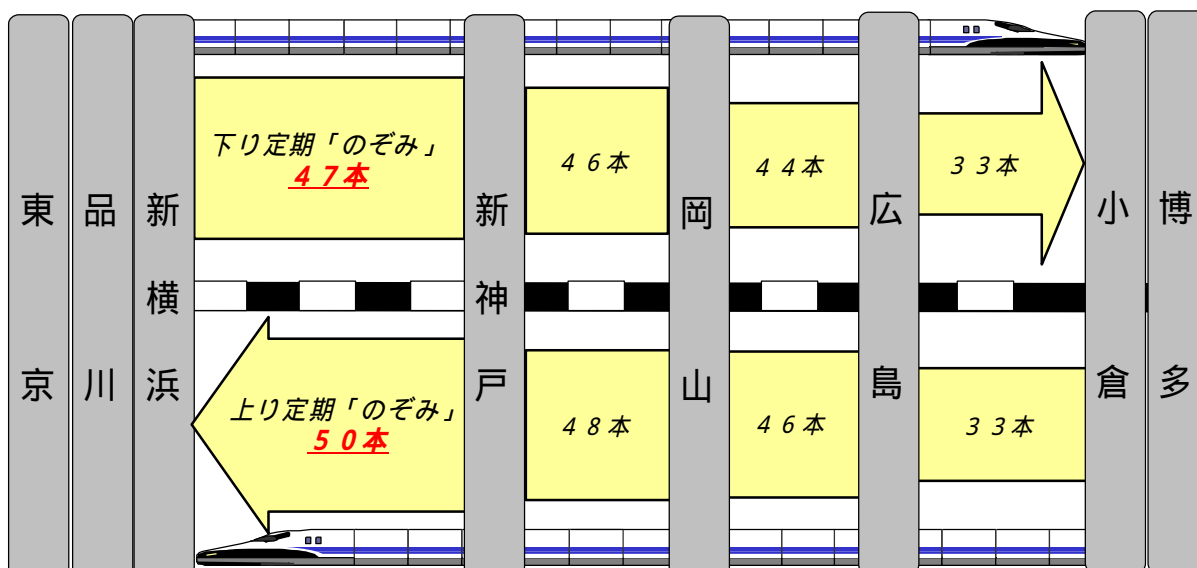 東京
品川
新横浜
新神戸
岡山
広島
小倉
博多
下り定期「のぞみ」
４７本
４６本
４４本
３３本
上り定期「のぞみ」
５０本
４８本
４６本
３３本